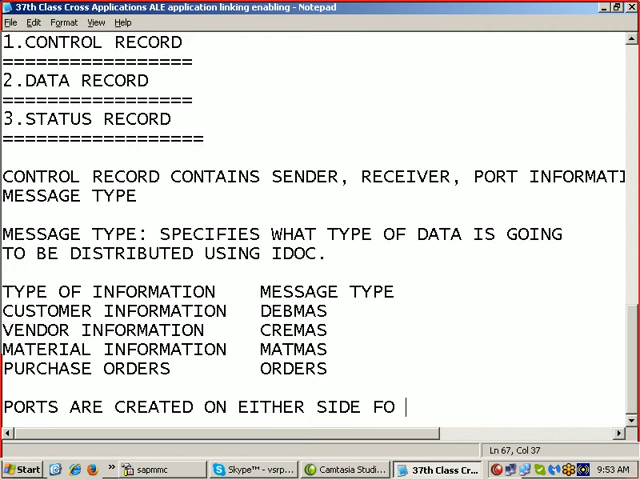 37th Class Cross Applications ALE application linking enabling - Notepad
File Edit Format View Help
1.CONTROL RECORD
=================
2.DATA RECORD
=================
3.STATUS RECORD
==================
CONTROL RECORD CONTAINS SENDER, RECEIVER, PORT INFORMATI
MESSAGE TYPE
MESSAGE TYPE: SPECIFIES WHAT TYPE OF DATA IS GOING
TO BE DISTRIBUTED USING IDOC.
TYPE OF INFORMATION MESSAGE TYPE
CUSTOMER INFORMATION DEBMAS
VENDOR INFORMATION CREMAS
MATERIAL INFORMATION MATMAS
PURCHASE ORDERS ORDERS
PORTS ARE CREATED ON EITHER SIDE FO
Ln 67, Col 37
Start » sapmmc Skype™ - vsrp... Camtasia Studi... 37th Class Cr... 9:53 AM